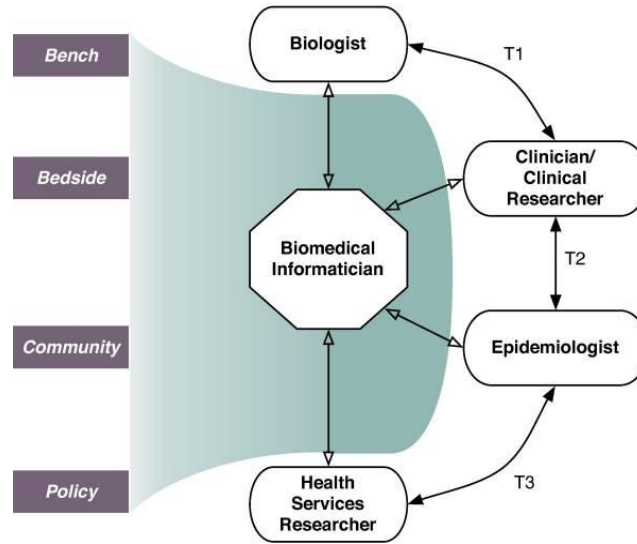 Bench
Bedside
Community
Policy
Biologist
T1
Clinician/
Clinical
Researcher
T2
Biomedical
Informatician
Epidemiologist
T3
Health
Services
Researcher